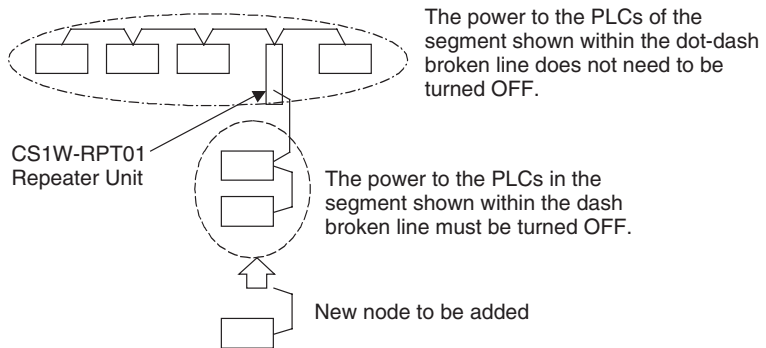 The power to the PLCs of the
segment shown within the dot-dash
broken line does not need to be
turned OFF.
CS1W-RPT01
Repeater Unit
The power to the PLCs in the
segment shown within the dash
broken line must be turned OFF.
New node to be added